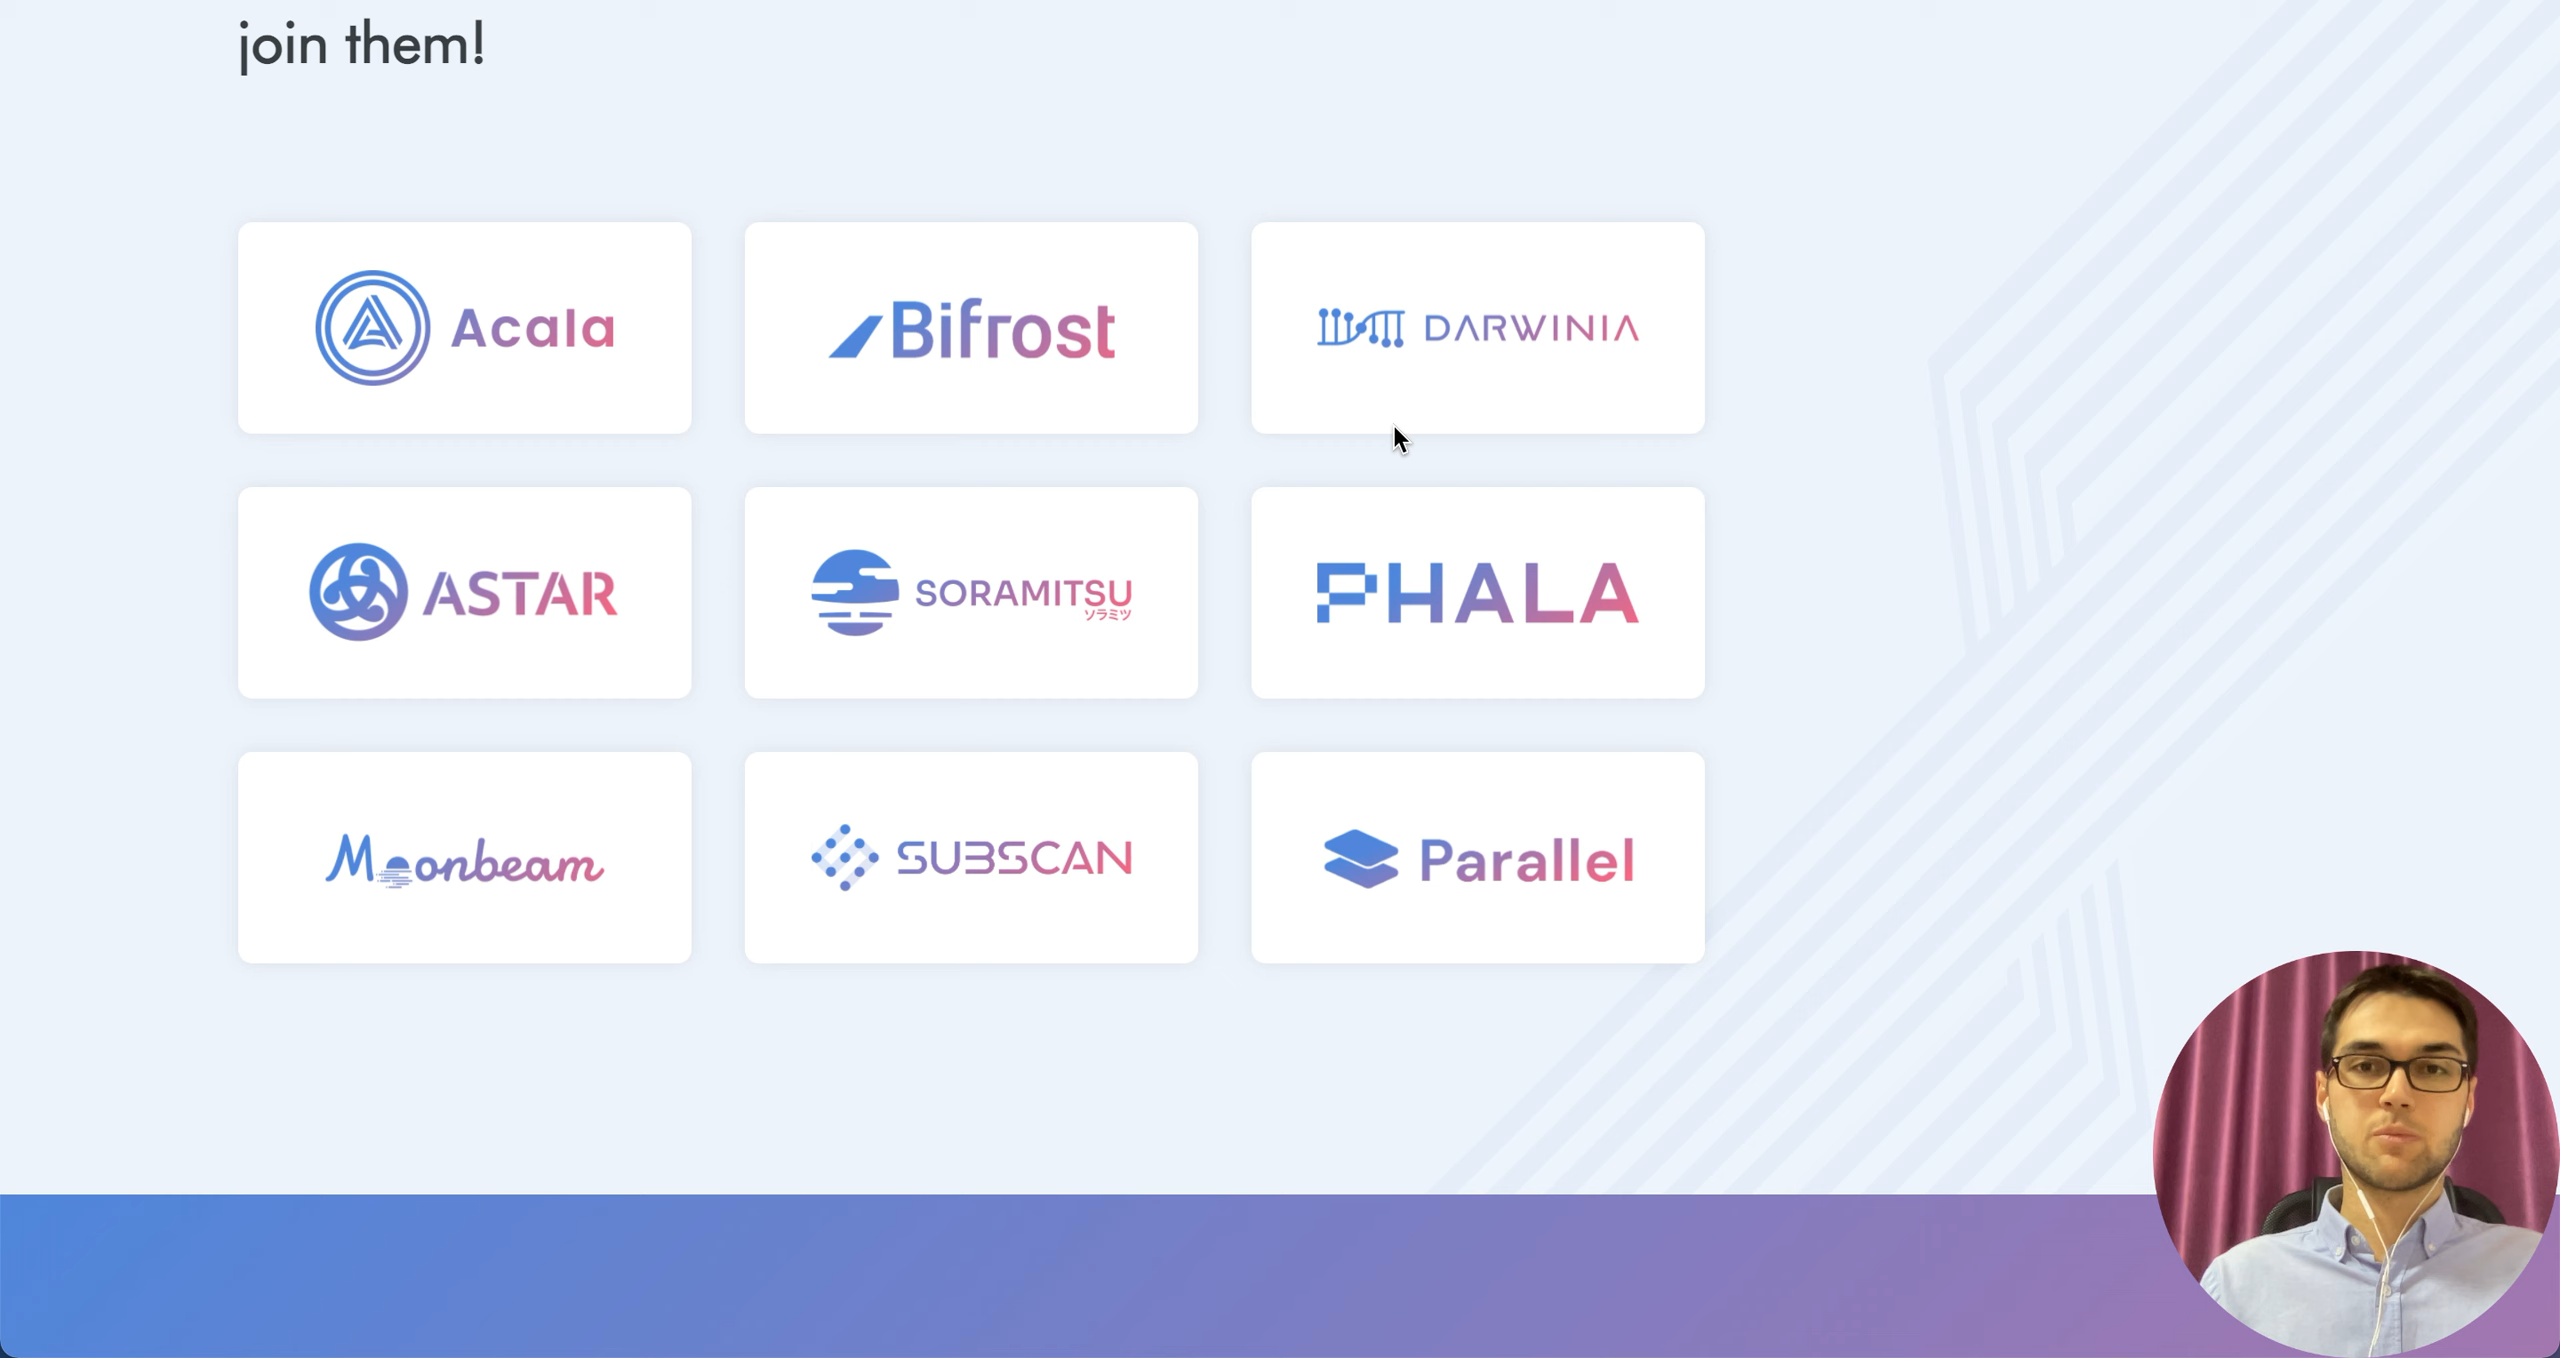 join them!
Acala
Bifrost
DARWINIA
ASTAR
SORAMITSU
ソラミツ
PHALA
Moonbeam
SUBSCAN
Parallel